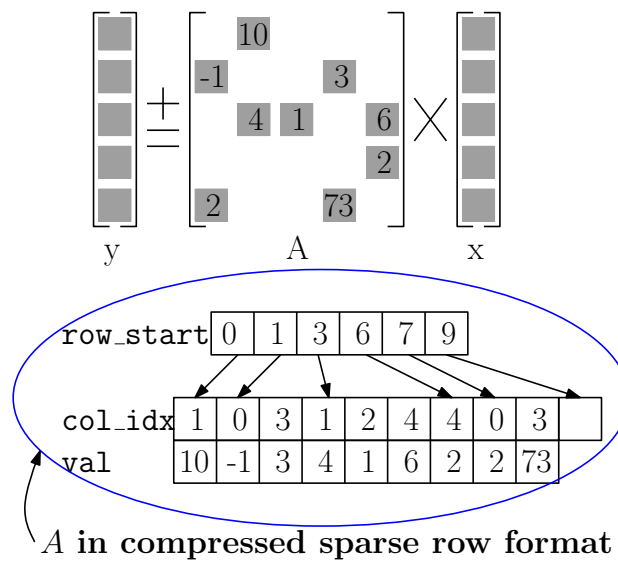 10
-1 3
4 1 6
2
2 73
y ± = A × x
row_start 0 1 3 6 7 9
col_idx 1 0 3 1 2 4 4 0 3
val 10 -1 3 4 1 6 2 2 73
A in compressed sparse row format